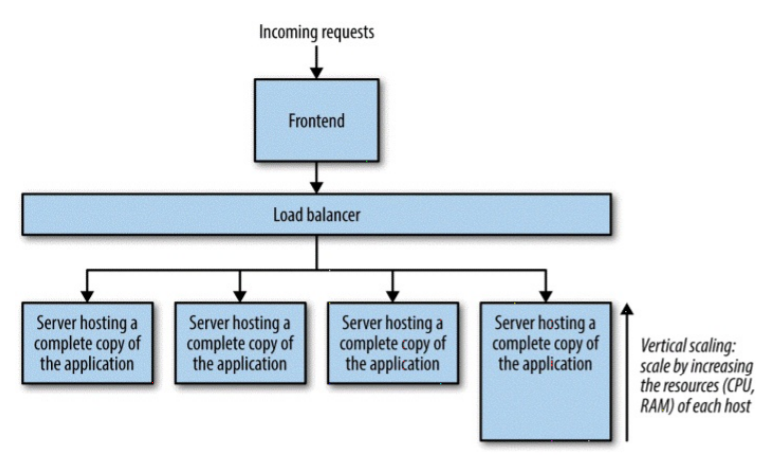 Incoming requests
Frontend
Load balancer
Server hosting a
complete copy of
the application
Server hosting a
complete copy of
the application
Server hosting a
complete copy of
the application
Server hosting a
complete copy of
the application
Vertical scaling:
scale by increasing
the resources (CPU,
RAM) of each host